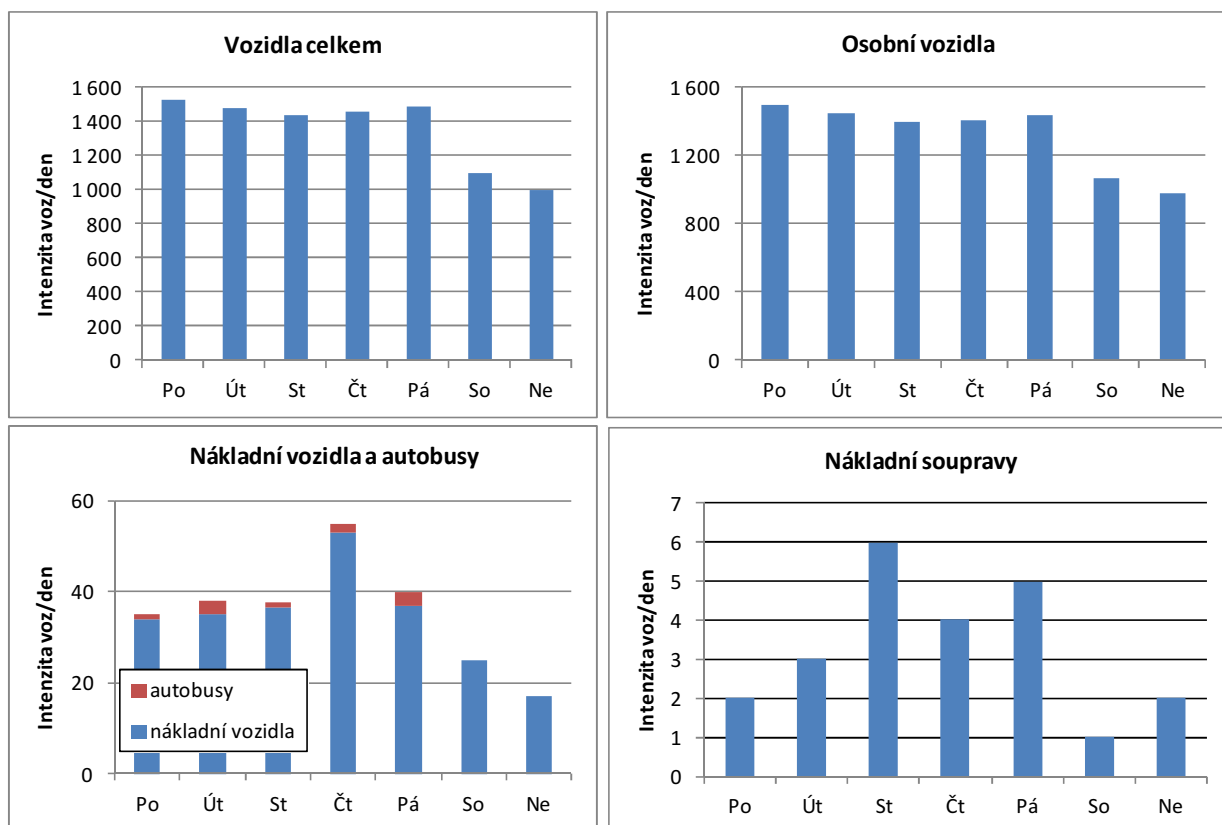 Vozidla celkem
Intenzita voz/den
1 600
1 400
1 200
1 000
800
600
400
200
0
Po Út St Čt Pá So Ne
Osobní vozidla
Intenzita voz/den
1 600
1 200
800
400
0
Po Út St Čt Pá So Ne
Nákladní vozidla a autobusy
Intenzita voz/den
60
40
20
0
autobusy
nákladní vozidla
Po Út St Čt Pá So Ne
Nákladní soupravy
Intenzita voz/den
7
6
5
4
3
2
1
0
Po Út St Čt Pá So Ne